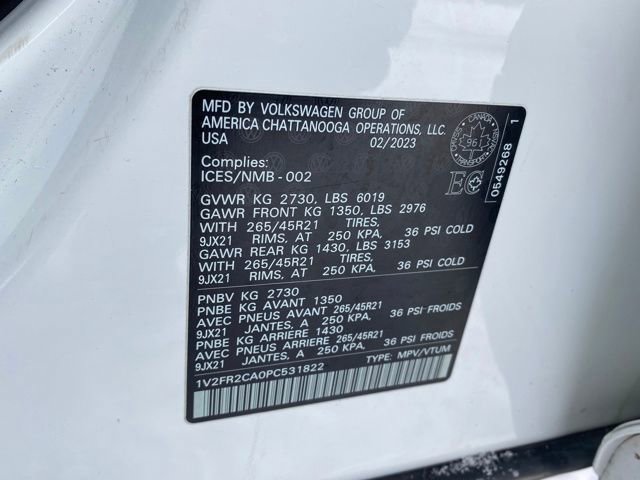 MFD BY VOLKSWAGEN GROUP OF
AMERICA CHATTANOOGA OPERATIONS, LLC.
USA 02/2023
Complies:
ICES/NMB-002
GVWR KG 2730, LBS 6019
GAWR FRONT KG 1350, LBS 2976
WITH 265/45R21 TIRES,
9JX21 RIMS, AT 250 KPA, 36 PSI COLD
GAWR REAR KG 1430, LBS 3153
WITH 265/45R21 TIRES,
9JX21 RIMS, AT 250 KPA, 36 PSI COLD
PNBV KG 2730
PNBE KG AVANT 1350
AVEC PNEUS AVANT 265/45R21
9JX21 JANTES, A 250 KPA, 36 PSI FROIDS
PNBE KG ARRIERE 1430
AVEC PNEUS ARRIERE 265/45R21
9JX21 JANTES, A 250 KPA, 36 PSI FROIDS
TYPE: MPV/VTUM
1V2FR2CA0PC531822
CANADA
961
TRANSPORT
EC
0549268 1